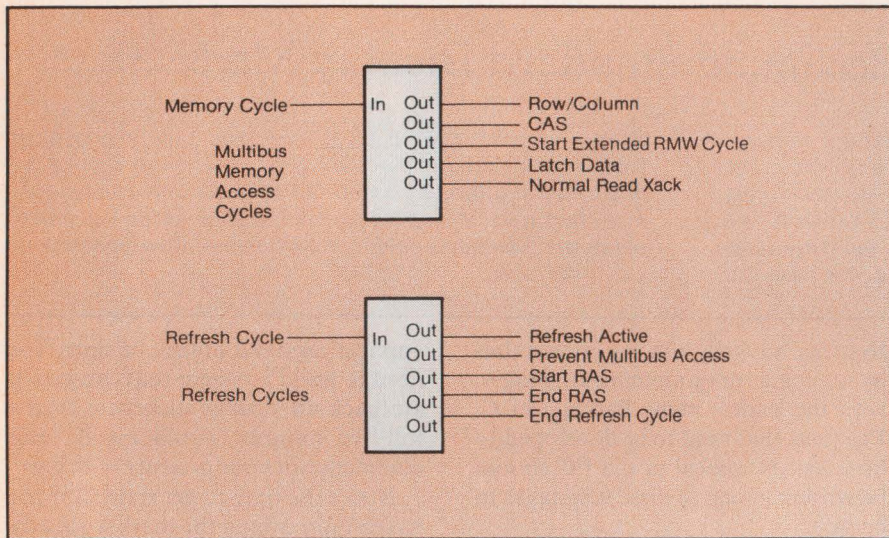 Memory Cycle
In
Out
Out
Out
Out
Out
Row/Column
CAS
Start Extended RMW Cycle
Latch Data
Normal Read Xack
Multibus
Memory
Access
Cycles
Refresh Cycle
In
Out
Out
Out
Out
Out
Refresh Active
Prevent Multibus Access
Start RAS
End RAS
End Refresh Cycle
Refresh Cycles